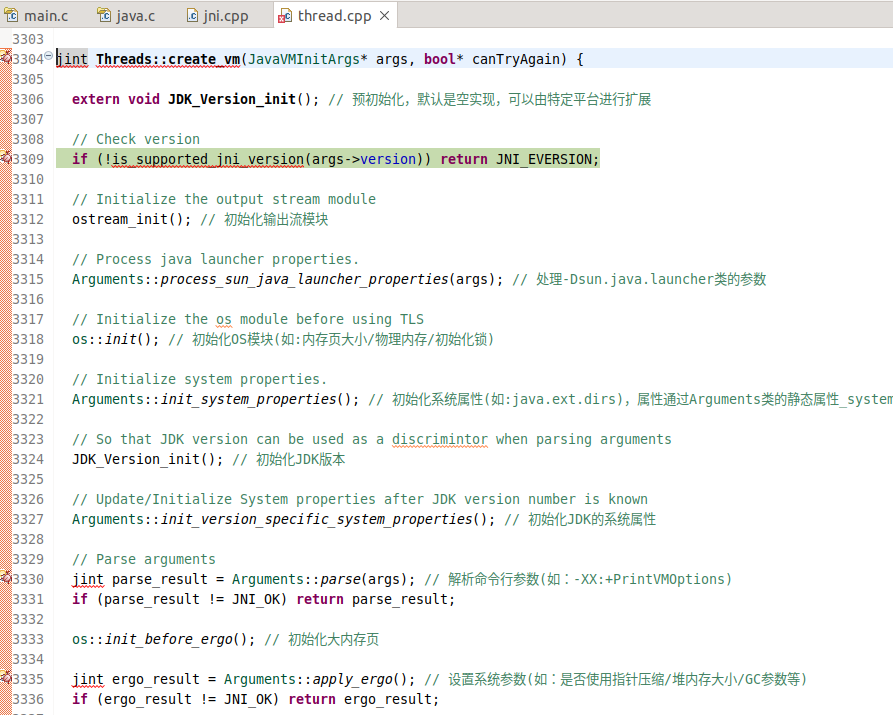 main.c java.c jni.cpp thread.cpp
3303
3304 jint Threads::create_vm(JavaVMInitArgs* args, bool* canTryAgain) {
3305
3306 extern void JDK_Version_init(); // 预初始化，默认是空实现，可以由特定平台进行扩展
3307
3308 // Check version
3309 if (!is_supported_jni_version(args->version)) return JNI_EVERSION;
3310
3311 // Initialize the output stream module
3312 ostream_init(); // 初始化输出流模块
3313
3314 // Process java launcher properties.
3315 Arguments::process_sun_java_launcher_properties(args); // 处理-Dsun.java.launcher类的参数
3316
3317 // Initialize the os module before using TLS
3318 os::init(); // 初始化OS模块(如:内存页大小/物理内存/初始化锁)
3319
3320 // Initialize system properties.
3321 Arguments::init_system_properties(); // 初始化系统属性(如:java.ext.dirs)，属性通过Arguments类的静态属性_system
3322
3323 // So that JDK version can be used as a discrimintor when parsing arguments
3324 JDK_Version_init(); // 初始化JDK版本
3325
3326 // Update/Initialize System properties after JDK version number is known
3327 Arguments::init_version_specific_system_properties(); // 初始化JDK的系统属性
3328
3329 // Parse arguments
3330 jint parse_result = Arguments::parse(args); // 解析命令行参数(如：-XX:+PrintVMOptions)
3331 if (parse_result != JNI_OK) return parse_result;
3332
3333 os::init_before_ergo(); // 初始化大内存页
3334
3335 jint ergo_result = Arguments::apply_ergo(); // 设置系统参数(如：是否使用指针压缩/堆内存大小/GC参数等)
3336 if (ergo_result != JNI_OK) return ergo_result;